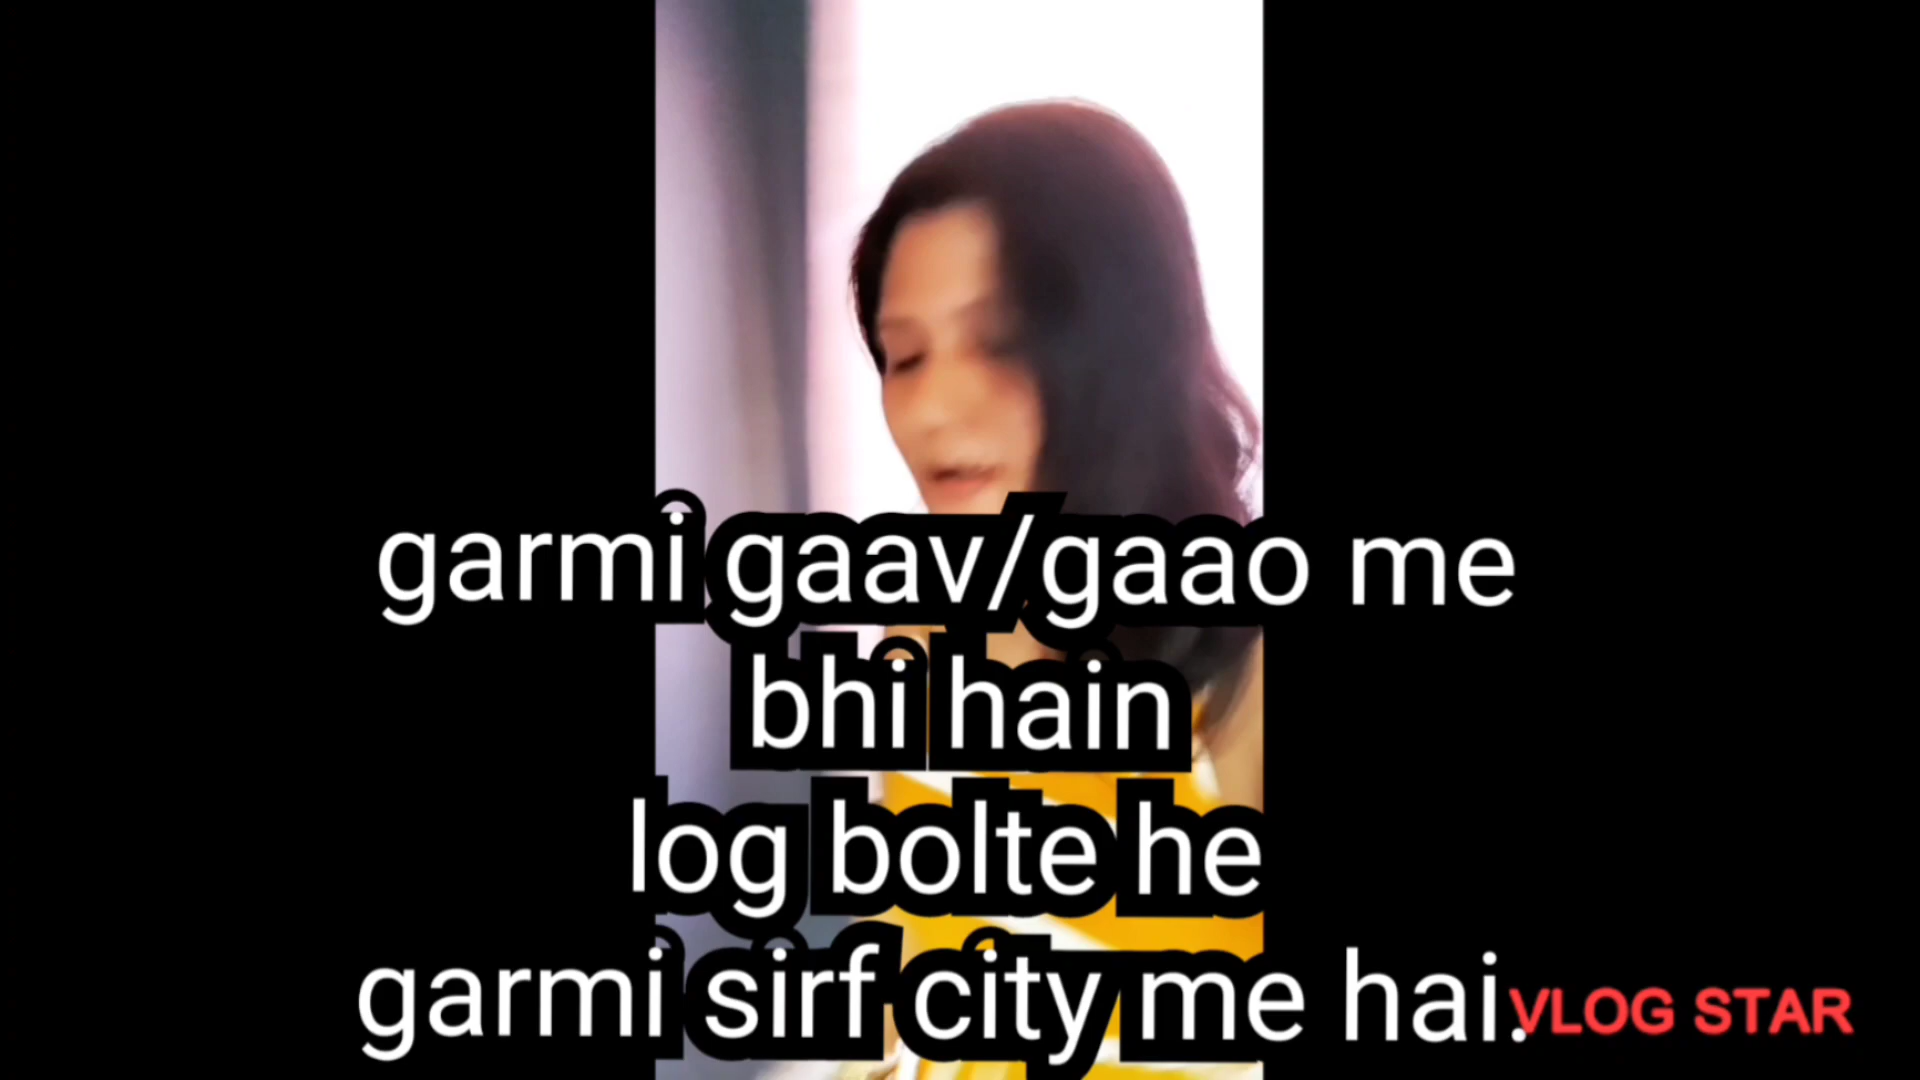 garmi gaav/gaao me
bhi hain
log bolte he
garmi sirf city me hai.
VLOG STAR